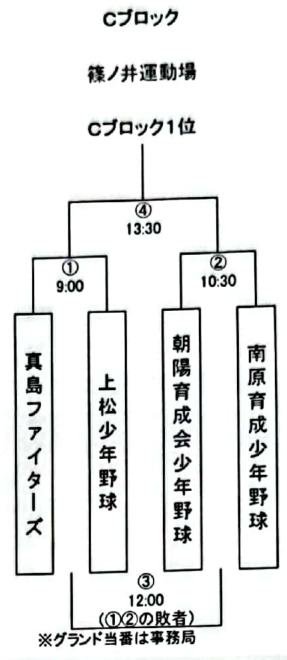 Cブロック
篠ノ井運動場
Cブロック1位
④
13:30
①
9:00
②
10:30
真島ファイターズ
上松少年野球
朝陽育成会少年野球
南原育成少年野球
③
12:00
(①②の敗者)
※グランド当番は事務局